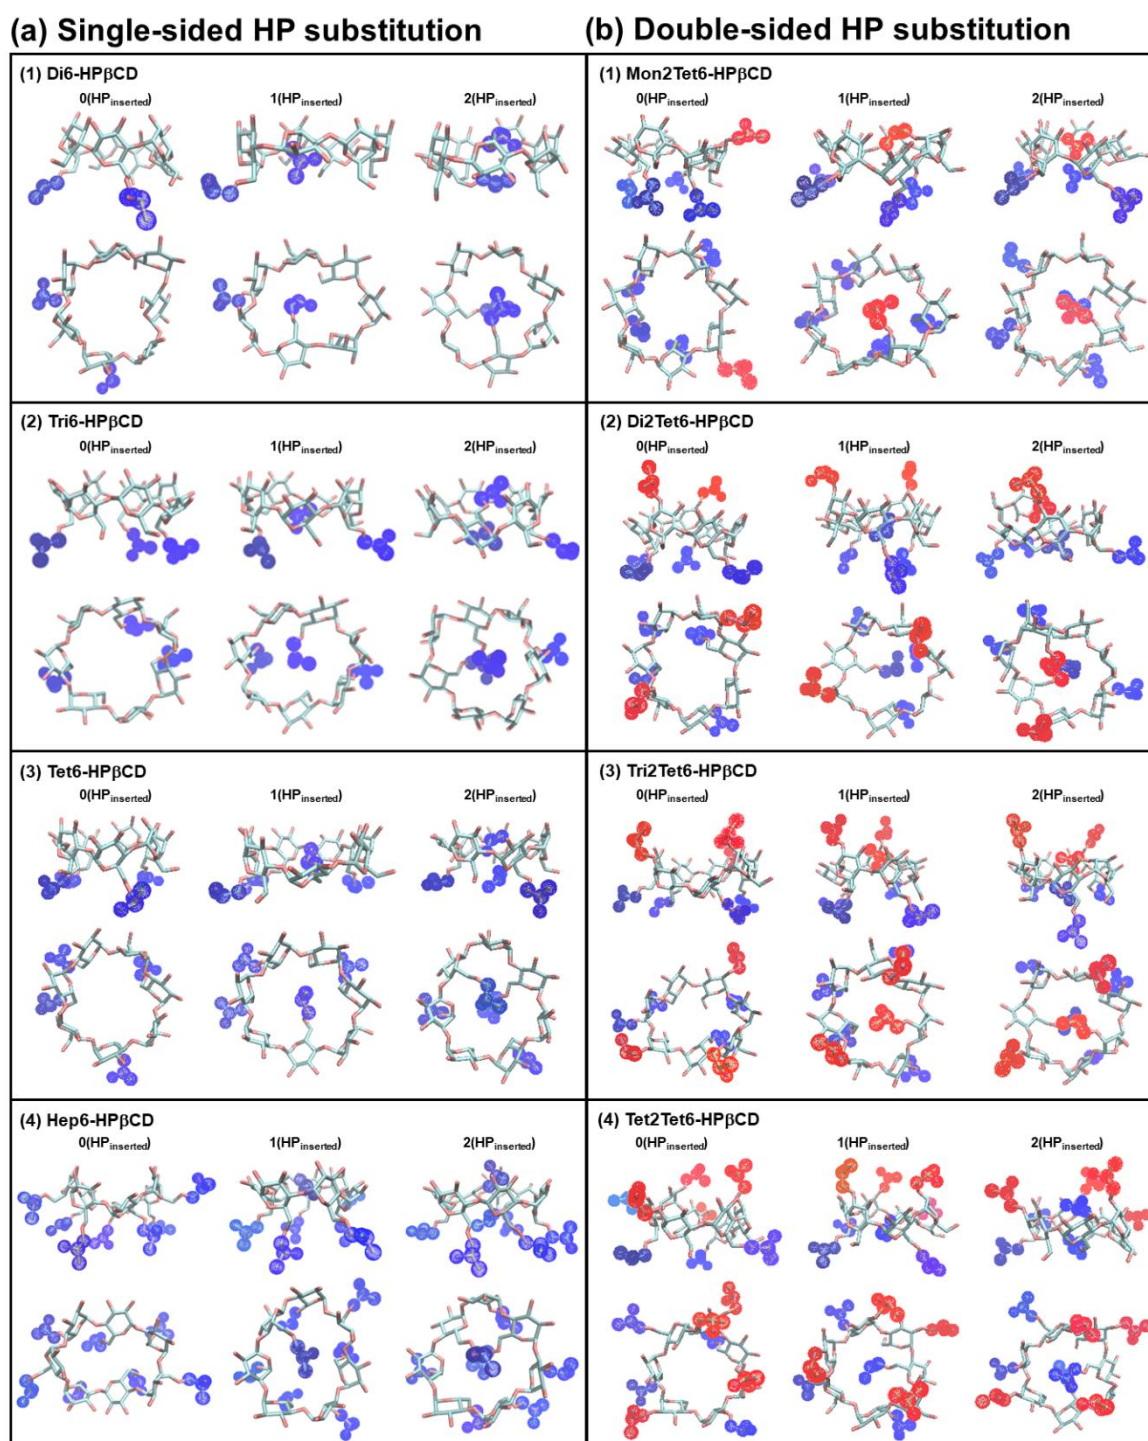 (a) Single-sided HP substitution
(b) Double-sided HP substitution
(1) Di6-HPβCD
0(HPinserted) 1(HPinserted) 2(HPinserted)
(1) Mon2Tet6-HPβCD
0(HPinserted) 1(HPinserted) 2(HPinserted)
(2) Tri6-HPβCD
0(HPinserted) 1(HPinserted) 2(HPinserted)
(2) Di2Tet6-HPβCD
0(HPinserted) 1(HPinserted) 2(HPinserted)
(3) Tet6-HPβCD
0(HPinserted) 1(HPinserted) 2(HPinserted)
(3) Tri2Tet6-HPβCD
0(HPinserted) 1(HPinserted) 2(HPinserted)
(4) Hep6-HPβCD
0(HPinserted) 1(HPinserted) 2(HPinserted)
(4) Tet2Tet6-HPβCD
0(HPinserted) 1(HPinserted) 2(HPinserted)